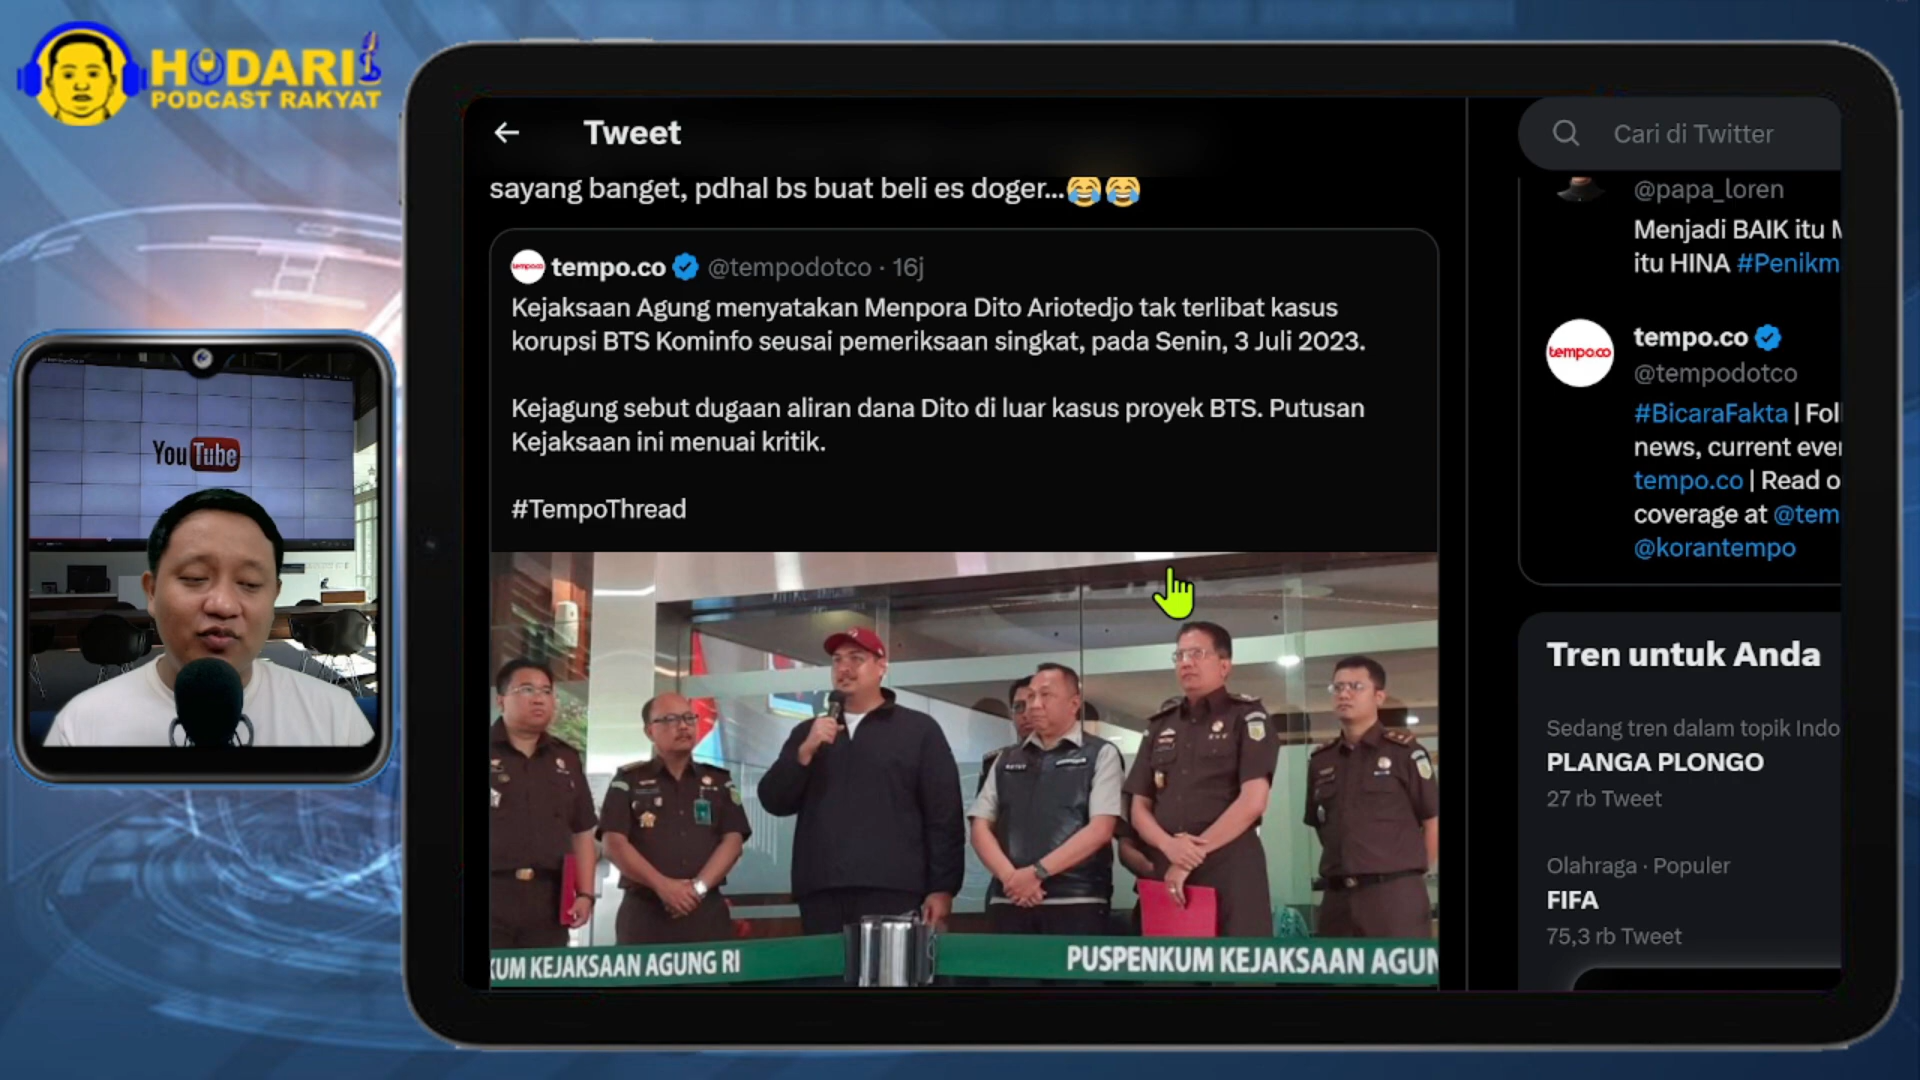 HODARI
PODCAST RAKYAT
YouTube
Tweet
sayang banget, pdhal bs buat beli es doger...😂😂
tempo.co @tempodotco · 16j
Kejaksaan Agung menyatakan Menpora Dito Ariotedjo tak terlibat kasus
korupsi BTS Kominfo seusai pemeriksaan singkat, pada Senin, 3 Juli 2023.
Kejagung sebut dugaan aliran dana Dito di luar kasus proyek BTS. Putusan
Kejaksaan ini menuai kritik.
#TempoThread
KUM KEJAKSAAN AGUNG RI
PUSPENKUM KEJAKSAAN AGUN
Cari di Twitter
@papa_loren
Menjadi BAIK itu M
itu HINA #Penikm
tempo.co
tempo.co
@tempodotco
#BicaraFakta | Fol
news, current ever
tempo.co | Read o
coverage at @tem
@korantempo
Tren untuk Anda
Sedang tren dalam topik Indo
PLANGA PLONGO
27 rb Tweet
Olahraga · Populer
FIFA
75,3 rb Tweet